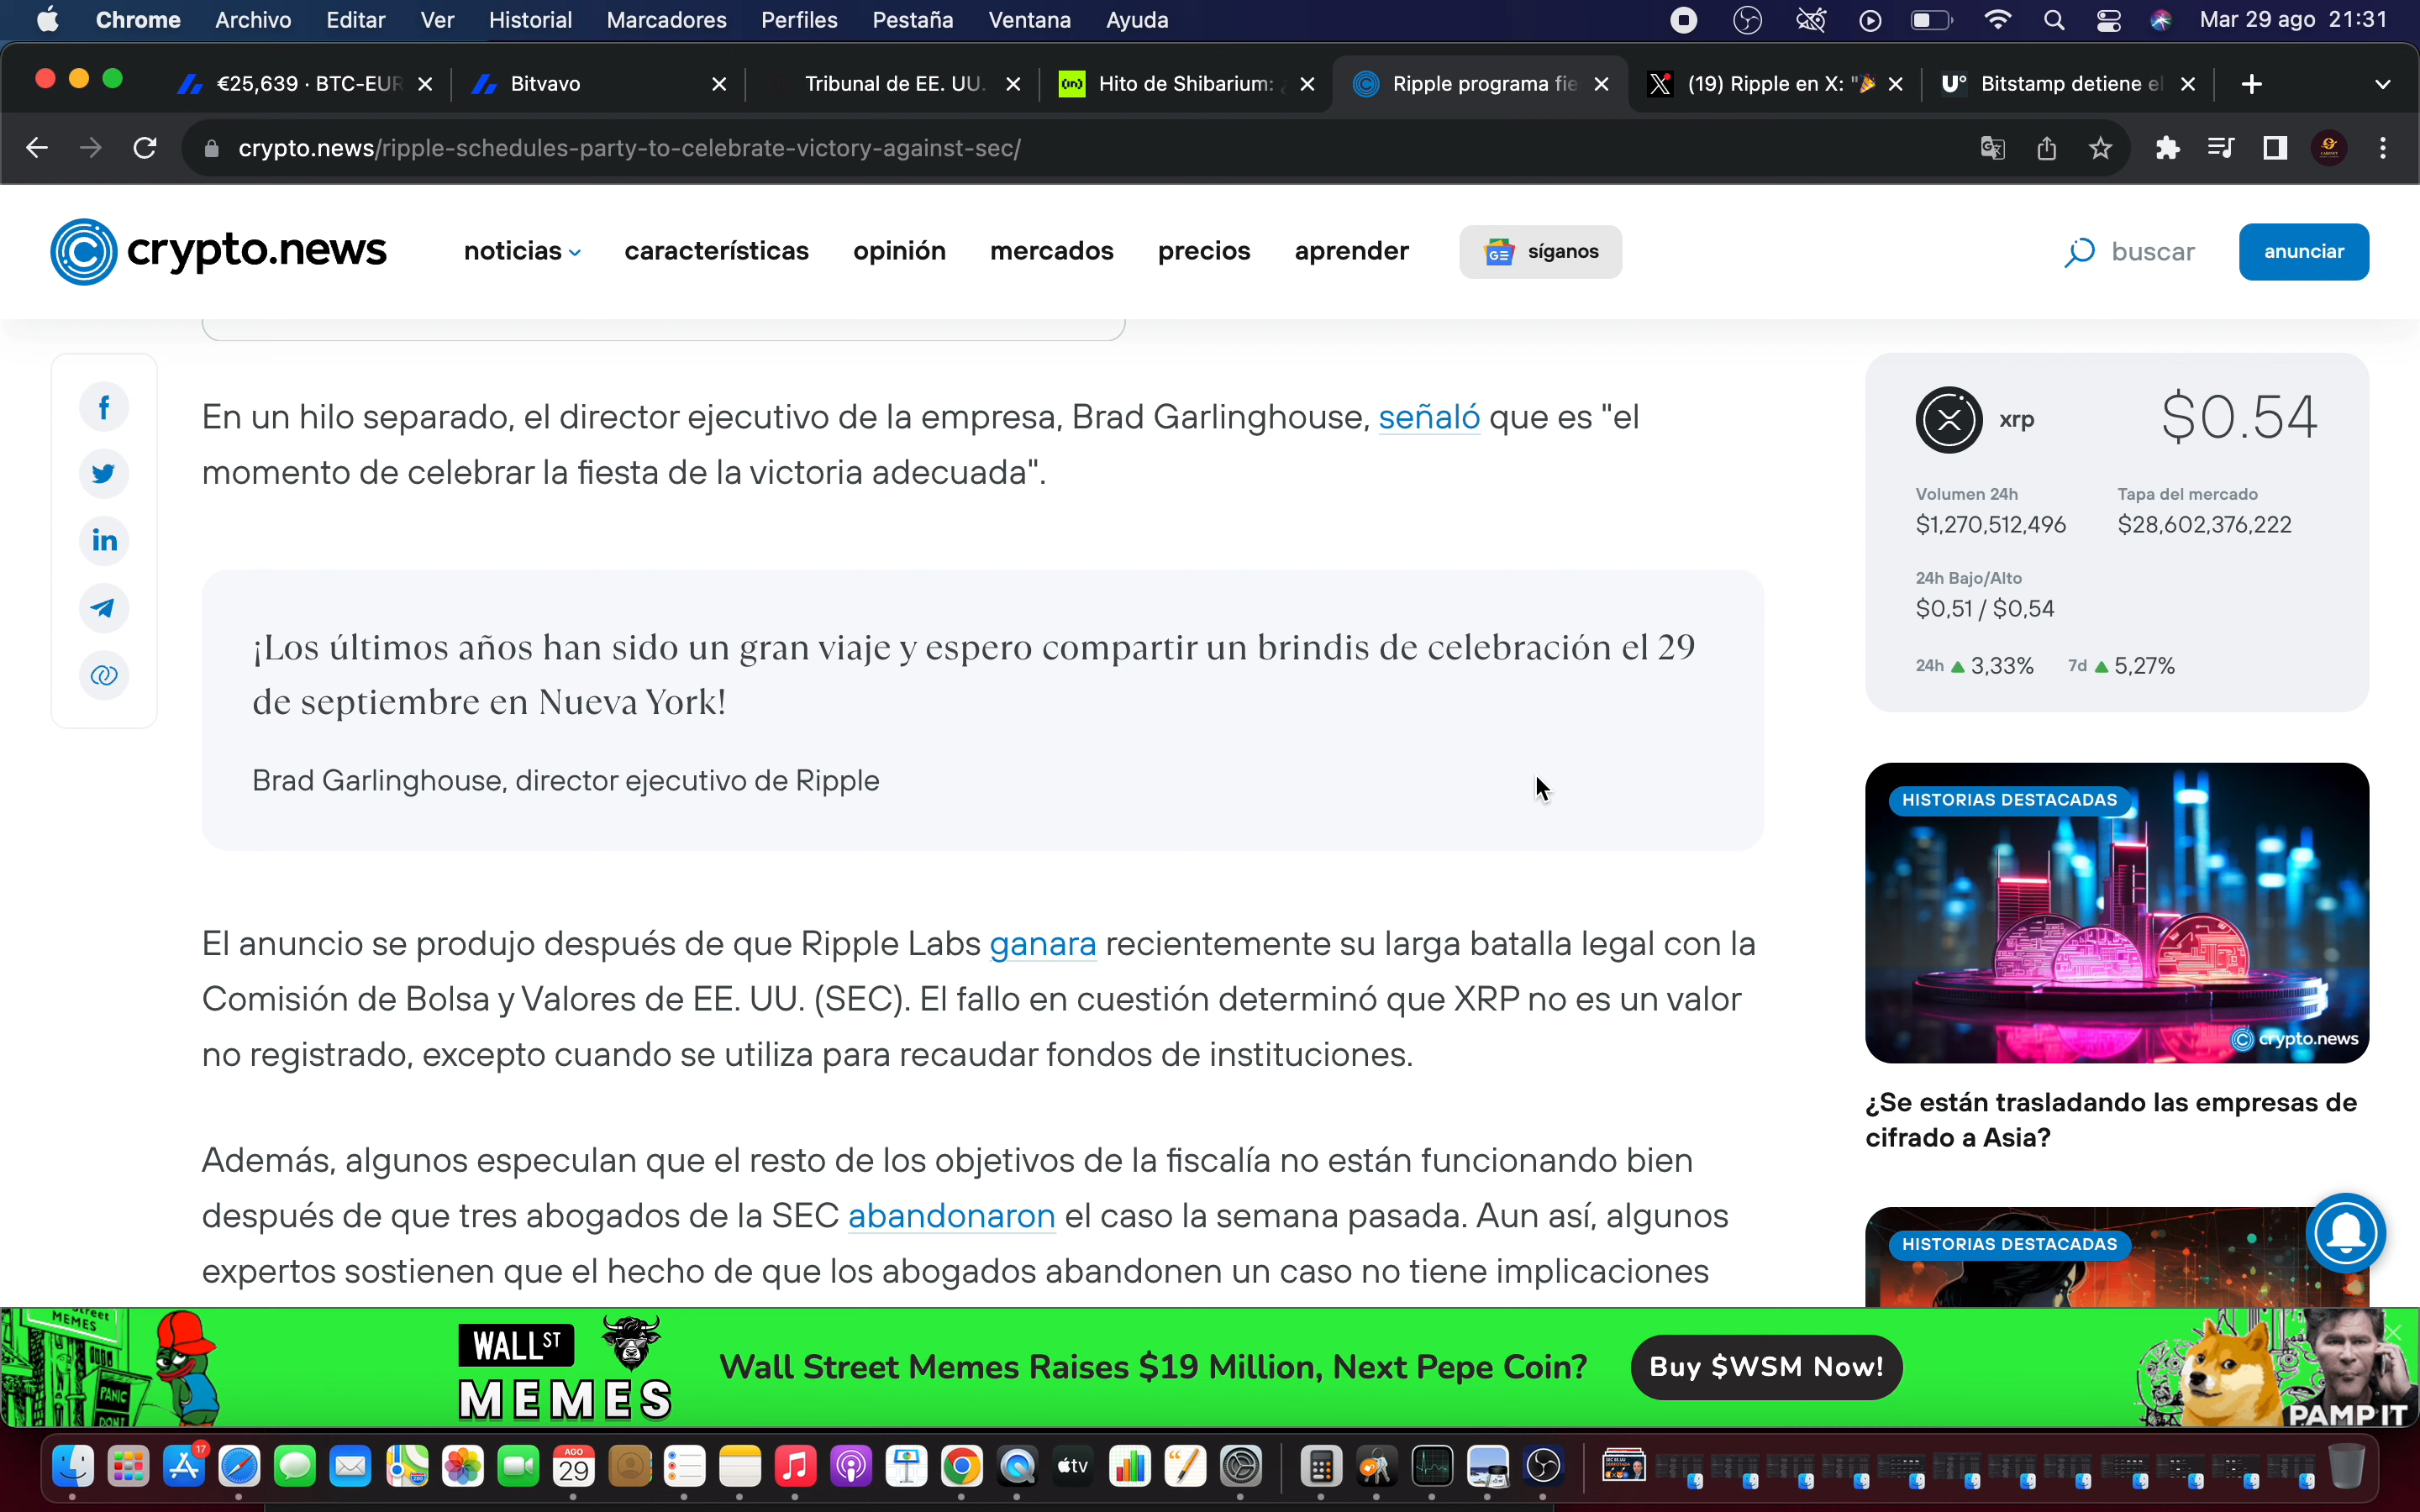 Chrome Archivo Editar Ver Historial Marcadores Perfiles Pestaña Ventana Ayuda Mar 29 ago 21:31
€25,639 · BTC-EUR Bitvavo Tribunal de EE. UU. Hito de Shibarium: ¿ Ripple programa fie (19) Ripple en X: "🎉 Bitstamp detiene el
crypto.news/ripple-schedules-party-to-celebrate-victory-against-sec/
crypto.news noticias características opinión mercados precios aprender síganos buscar anunciar
En un hilo separado, el director ejecutivo de la empresa, Brad Garlinghouse, señaló que es "el
momento de celebrar la fiesta de la victoria adecuada".
¡Los últimos años han sido un gran viaje y espero compartir un brindis de celebración el 29
de septiembre en Nueva York!
Brad Garlinghouse, director ejecutivo de Ripple
El anuncio se produjo después de que Ripple Labs ganara recientemente su larga batalla legal con la
Comisión de Bolsa y Valores de EE. UU. (SEC). El fallo en cuestión determinó que XRP no es un valor
no registrado, excepto cuando se utiliza para recaudar fondos de instituciones.
Además, algunos especulan que el resto de los objetivos de la fiscalía no están funcionando bien
después de que tres abogados de la SEC abandonaron el caso la semana pasada. Aun así, algunos
expertos sostienen que el hecho de que los abogados abandonen un caso no tiene implicaciones
xrp $0.54
Volumen 24h Tapa del mercado
$1,270,512,496 $28,602,376,222
24h Bajo/Alto
$0,51 / $0,54
24h 3,33% 7d 5,27%
HISTORIAS DESTACADAS
crypto.news
¿Se están trasladando las empresas de
cifrado a Asia?
HISTORIAS DESTACADAS
MEMES
PANIC
WALL ST
MEMES
Wall Street Memes Raises $19 Million, Next Pepe Coin?
Buy $WSM Now!
PAMP IT
17
AGO
29
tv